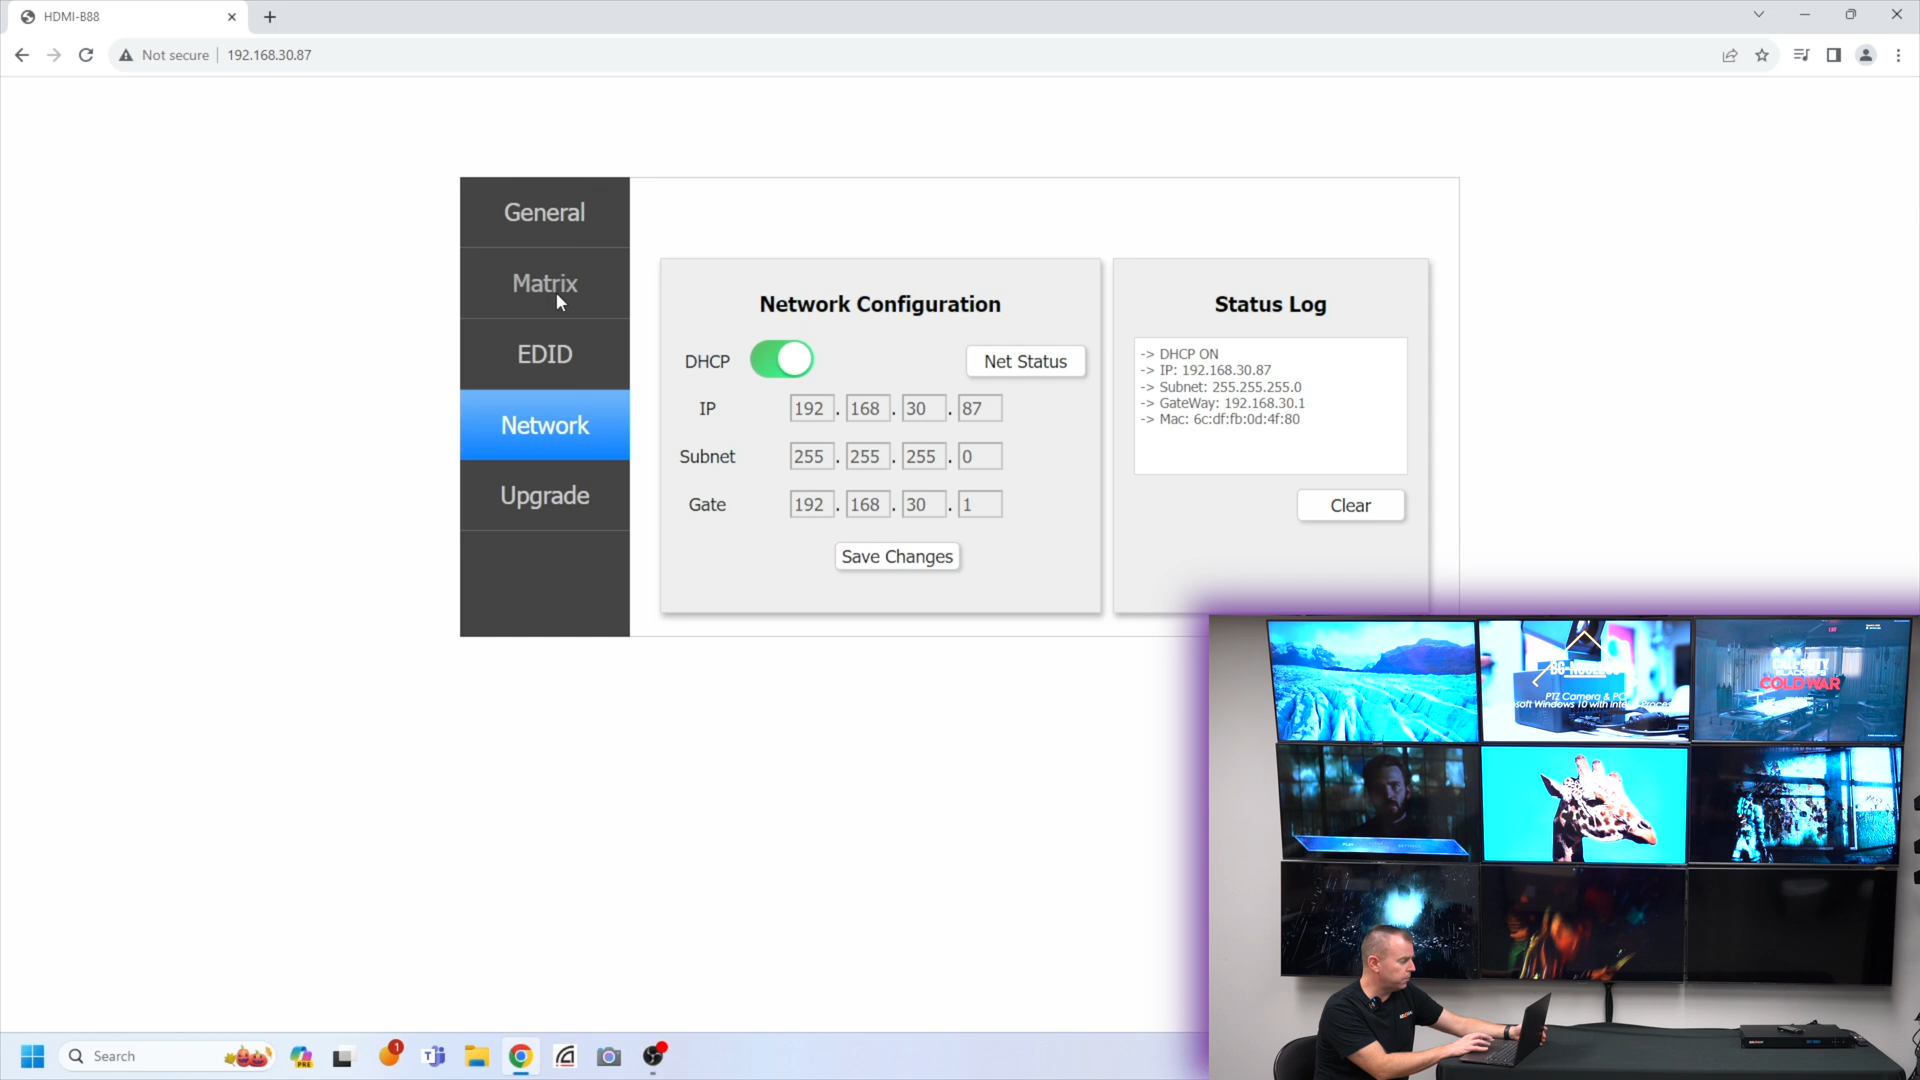 HDMI-B88
Not secure
192.168.30.87
General
Matrix
EDID
Network
Upgrade
Network Configuration
DHCP
Net Status
IP
192 . 168 . 30 . 87
Subnet
255 . 255 . 255 . 0
Gate
192 . 168 . 30 . 1
Save Changes
Status Log
-> DHCP ON
-> IP: 192.168.30.87
-> Subnet: 255.255.255.0
-> GateWay: 192.168.30.1
-> Mac: 6c:df:fb:0d:4f:80
Clear
PTZ Camera & PC
COLD WAR
Search
PRE
1